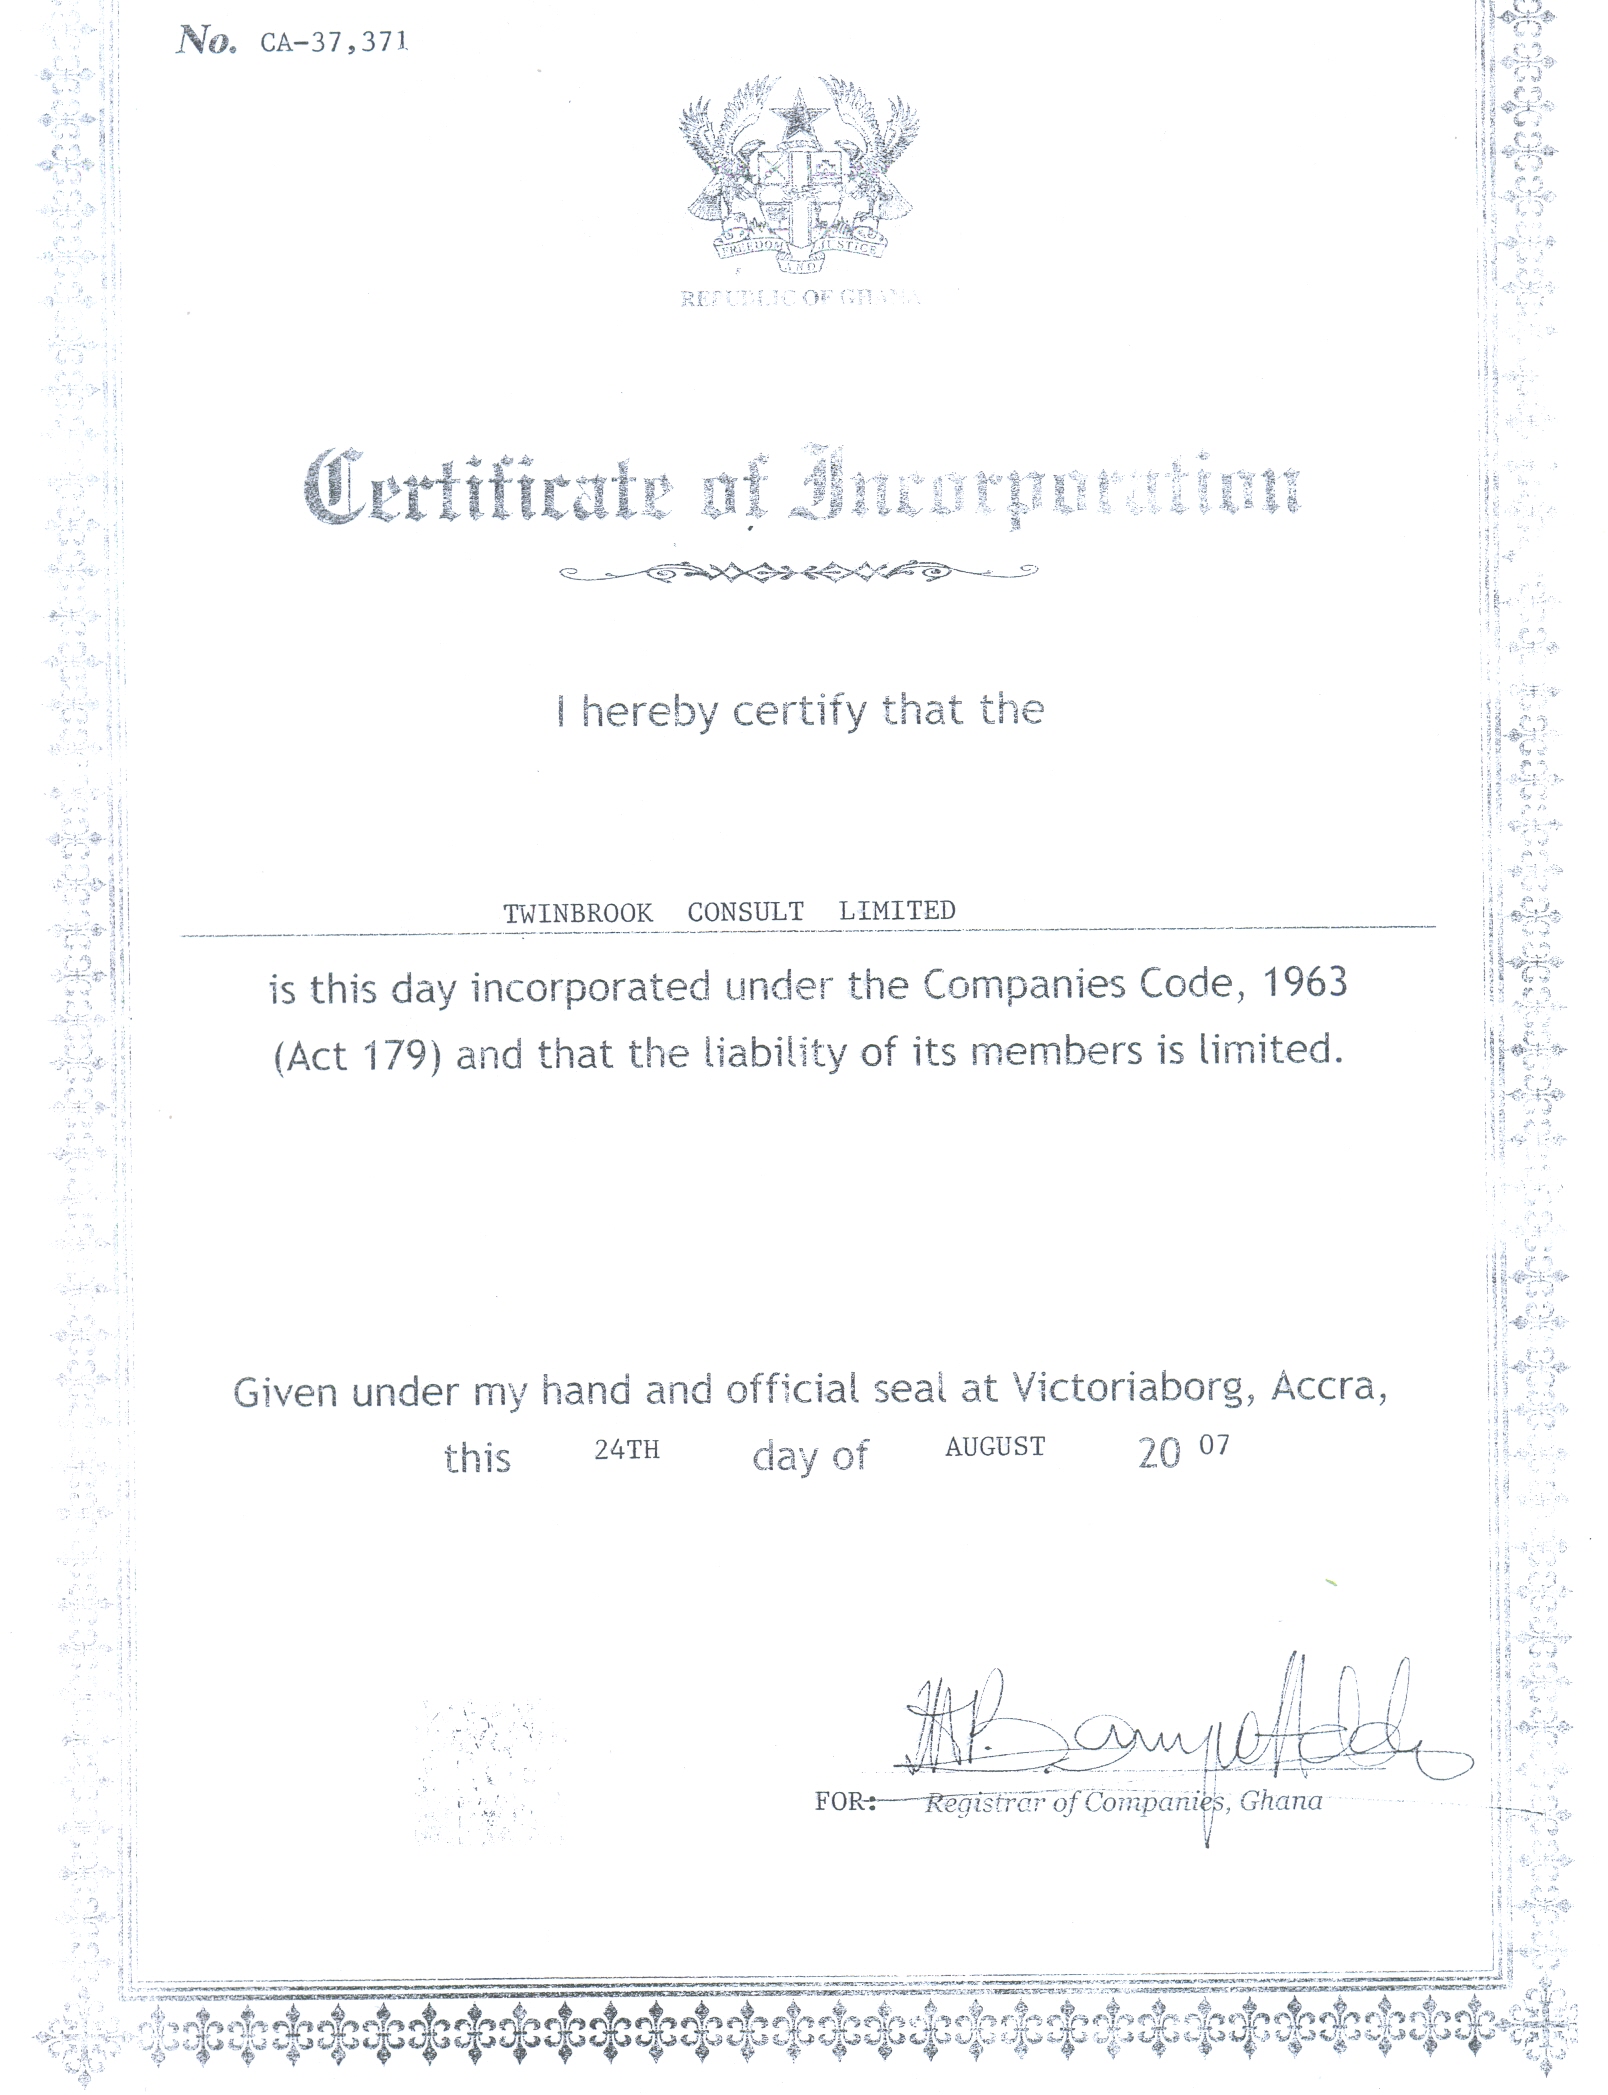 No. CA-37,371
FREEDOM AND JUSTICE
REPUBLIC OF GHANA
Certificate of Incorporation
I hereby certify that the
TWINBROOK CONSULT LIMITED
is this day incorporated under the Companies Code, 1963
(Act 179) and that the liability of its members is limited.
Given under my hand and official seal at Victoriaborg, Accra,
this 24TH day of AUGUST 20 07
FOR: Registrar of Companies, Ghana